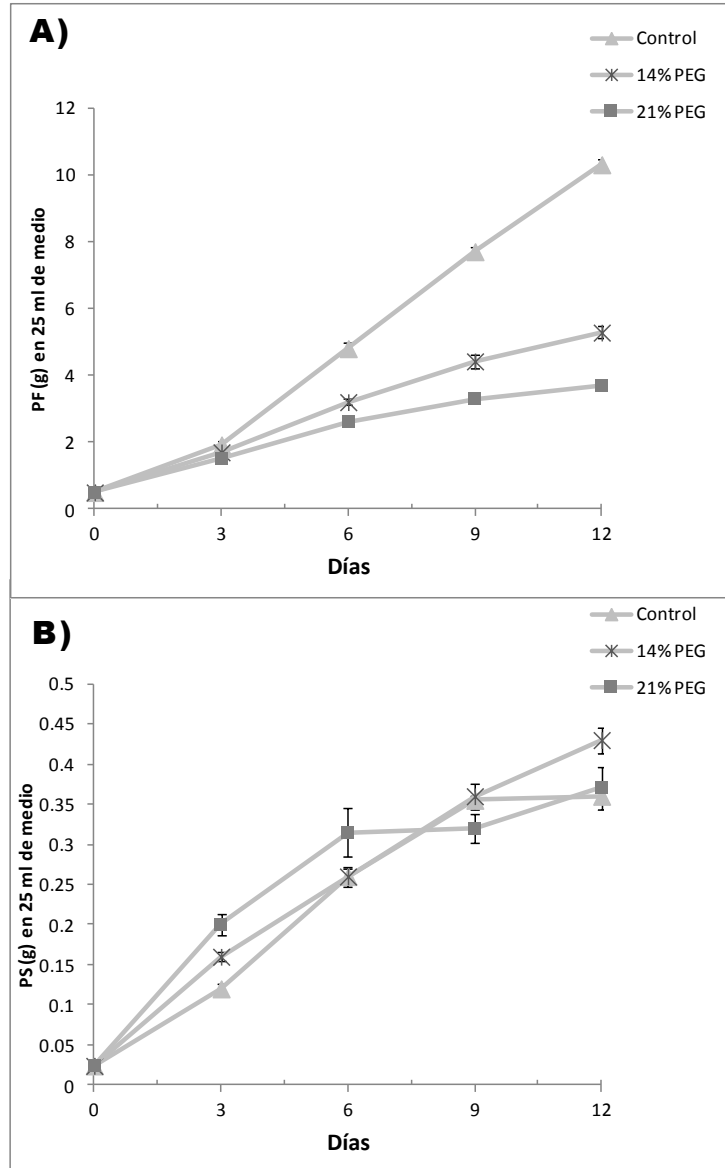 A)
Control
14% PEG
21% PEG
12
10
8
6
4
2
0
PF (g) en 25 ml de medio
0 3 6 9 12
Días
B)
Control
14% PEG
21% PEG
0.5
0.45
0.4
0.35
0.3
0.25
0.2
0.15
0.1
0.05
0
PS (g) en 25 ml de medio
0 3 6 9 12
Días